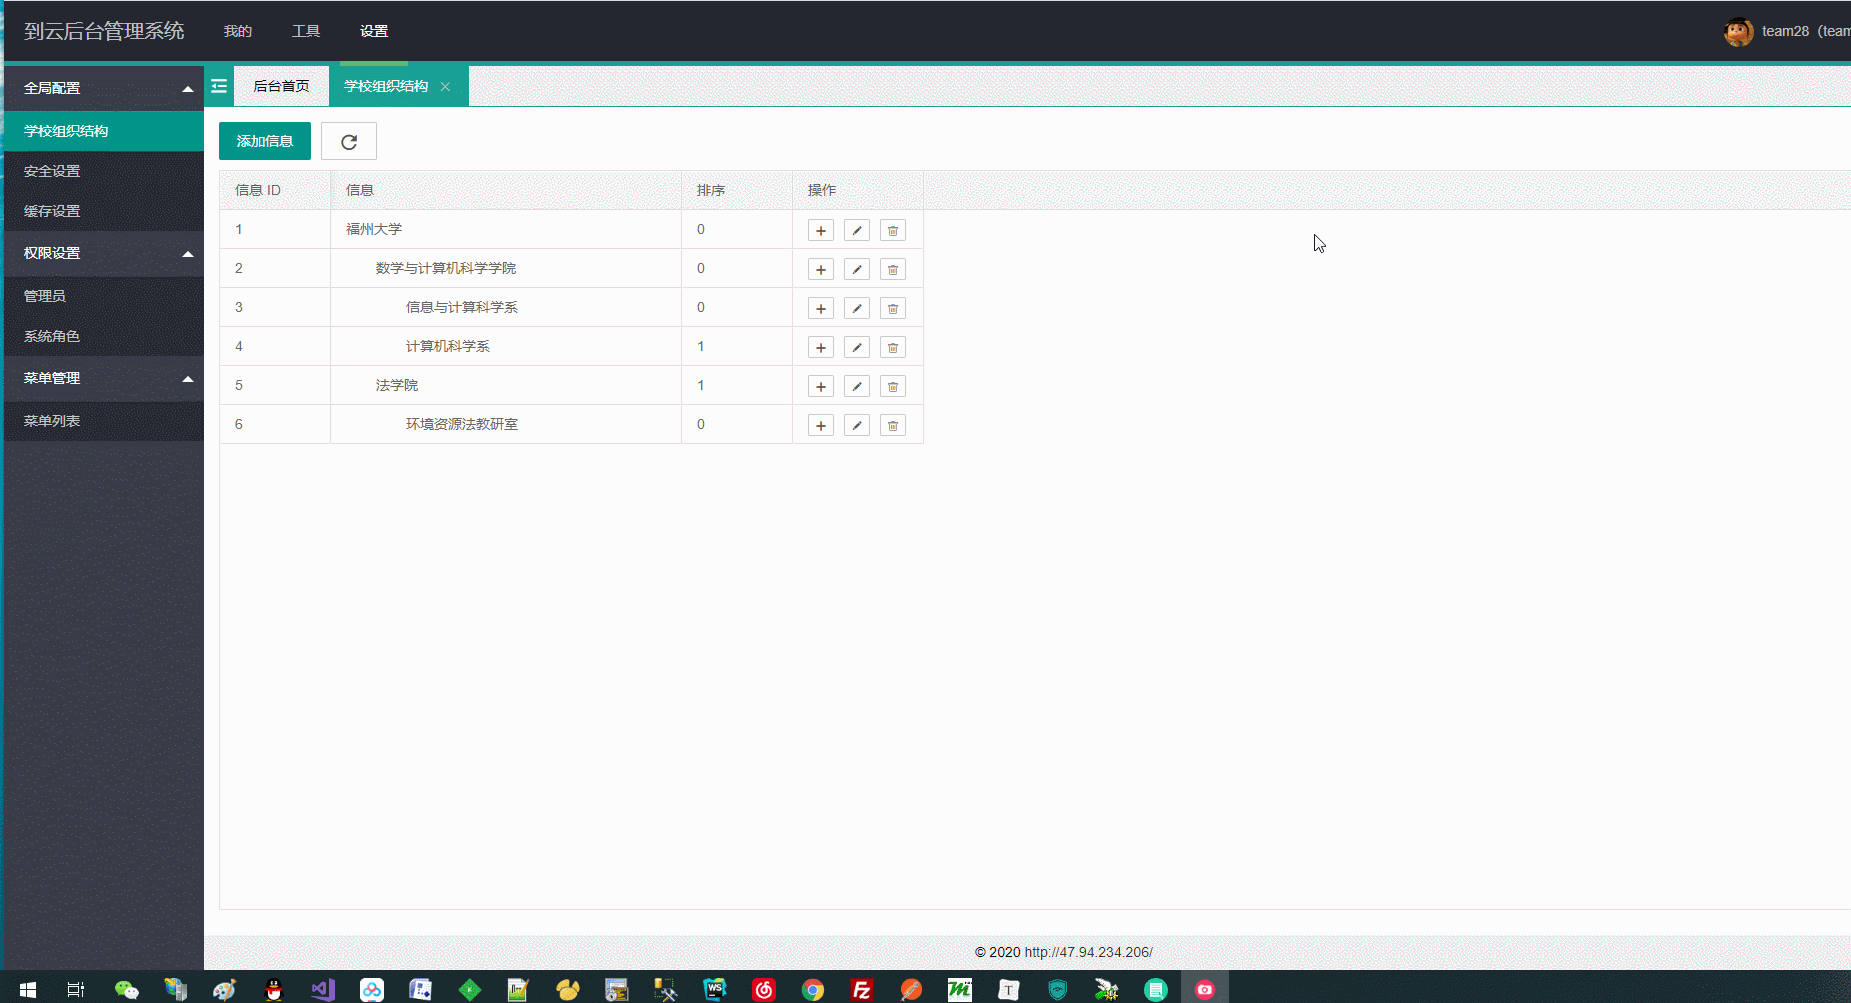 到云后台管理系统 我的 工具 设置 team28 (team
全局配置
学校组织结构
安全设置
缓存设置
权限设置
管理员
系统角色
菜单管理
菜单列表
后台首页 学校组织结构
添加信息
信息 ID 信息 排序 操作
1 福州大学 0
2 数学与计算机科学学院 0
3 信息与计算科学系 0
4 计算机科学系 1
5 法学院 1
6 环境资源法教研室 0
© 2020 http://47.94.234.206/